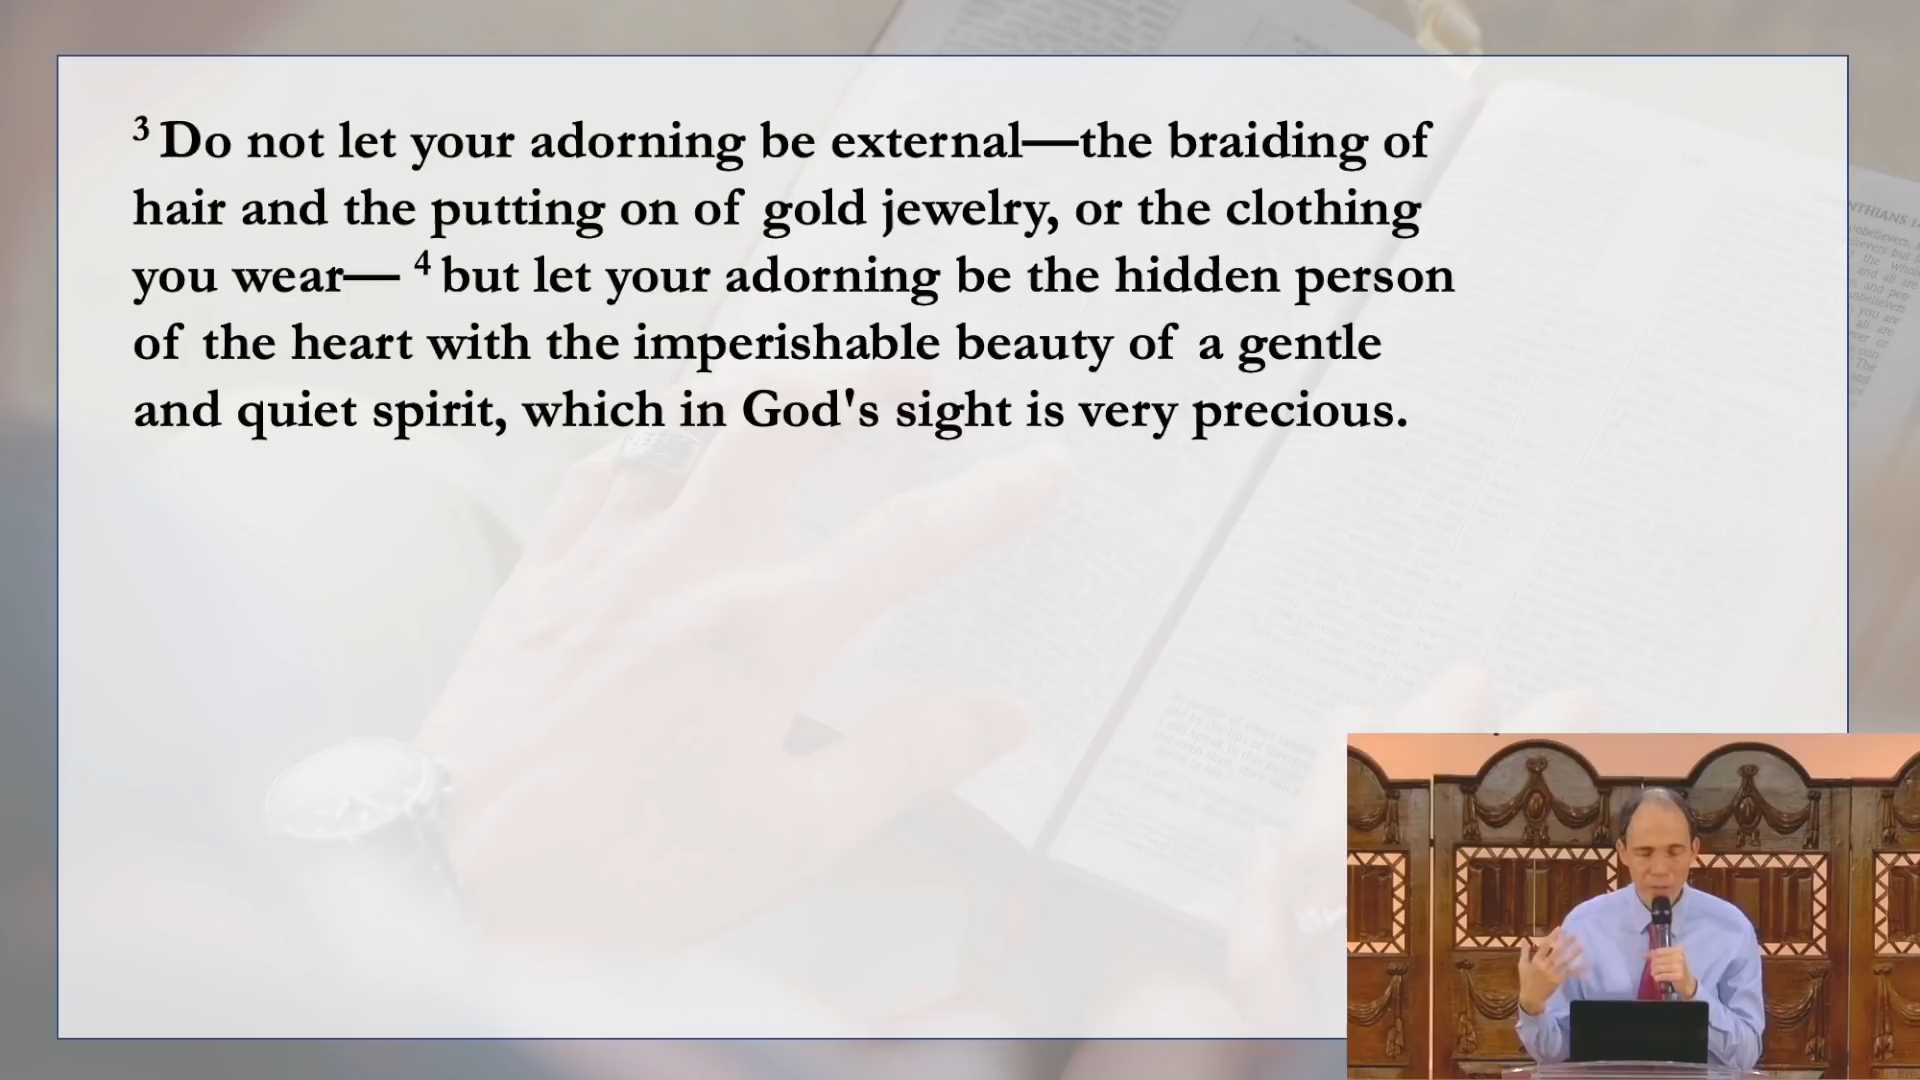 3 Do not let your adorning be external—the braiding of
hair and the putting on of gold jewelry, or the clothing
you wear— 4 but let your adorning be the hidden person
of the heart with the imperishable beauty of a gentle
and quiet spirit, which in God's sight is very precious.